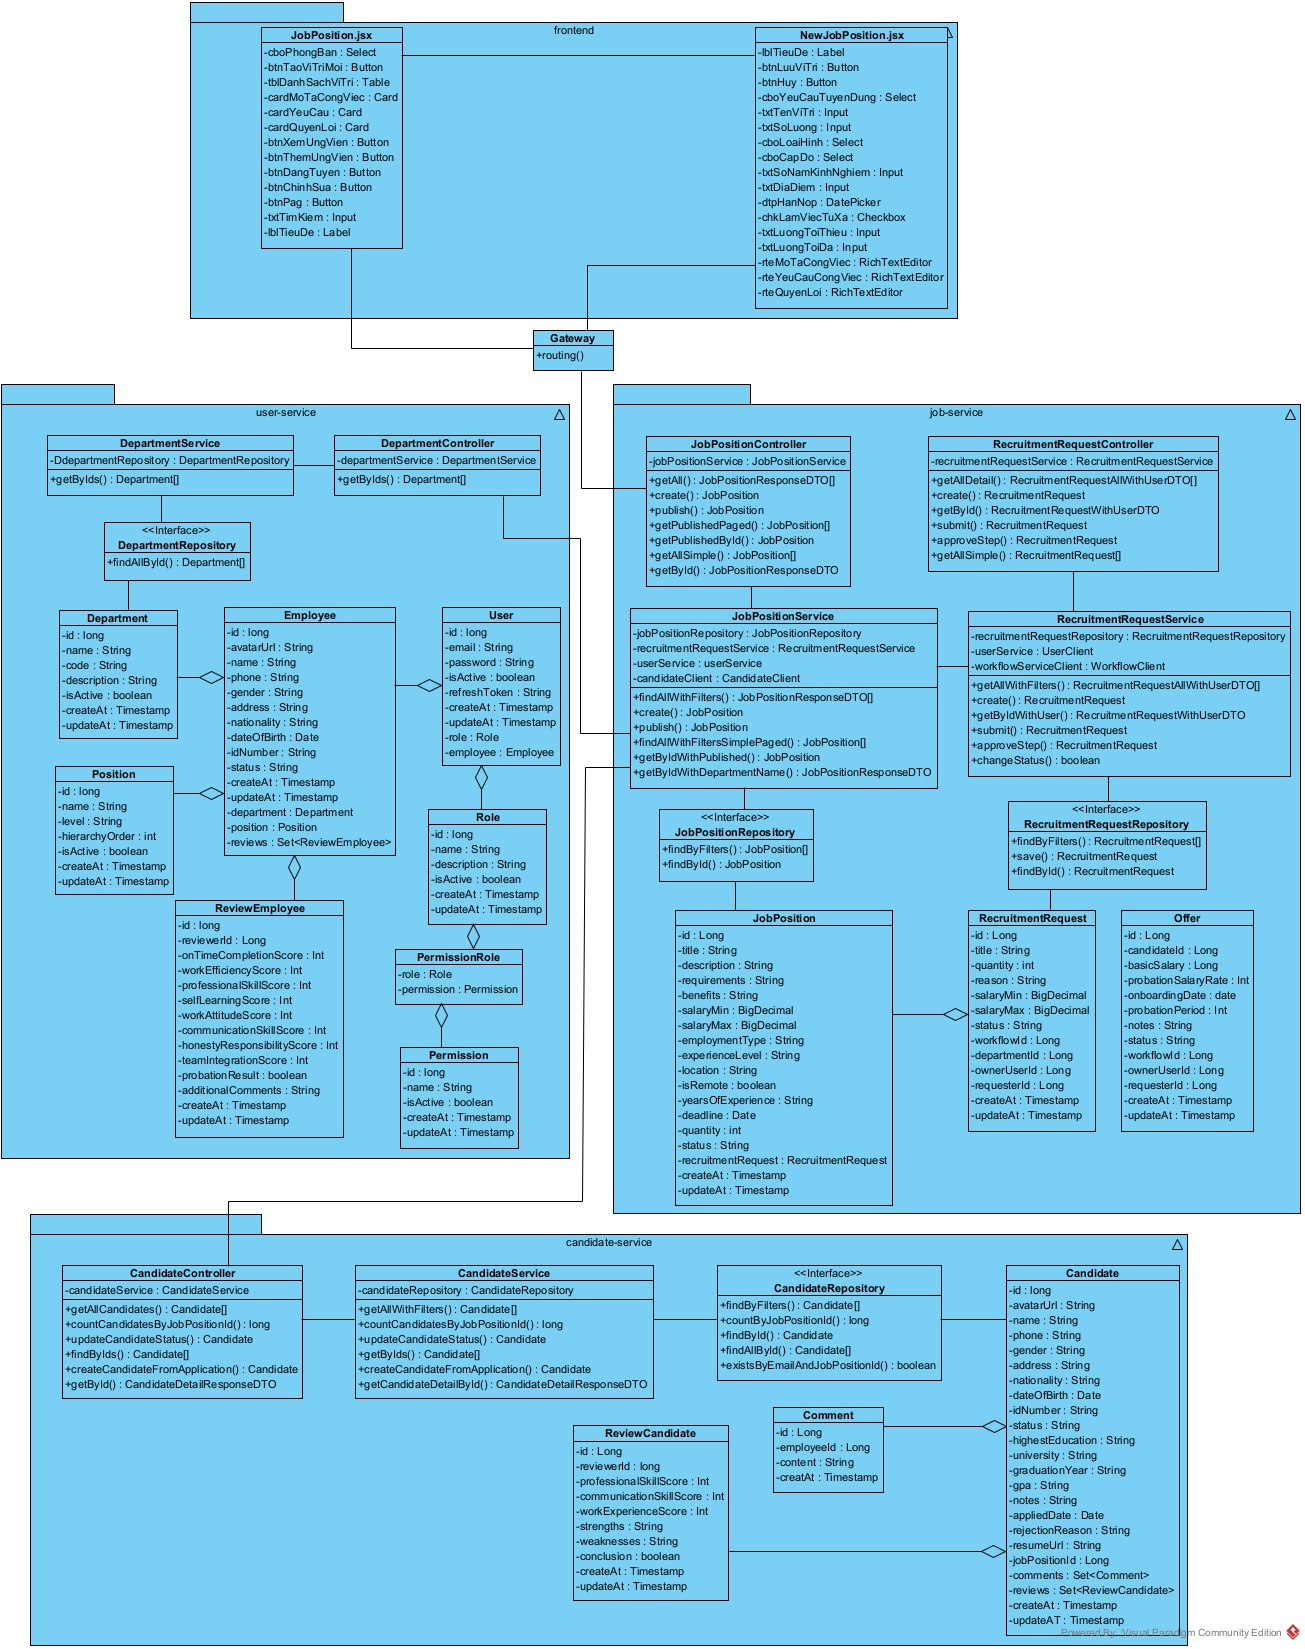 frontend
JobPosition.jsx
-cboPhongBan : Select
-btnTaoViTriMoi : Button
-tblDanhSachViTri : Table
-cardMoTaCongViec : Card
-cardYeuCau : Card
-cardQuyenLoi : Card
-btnXemUngVien : Button
-btnThemUngVien : Button
-btnDangTuyen : Button
-btnChinhSua : Button
-btnPag : Button
-txtTimKiem : Input
-lblTieuDe : Label
NewJobPosition.jsx
-lblTieuDe : Label
-btnLuuViTri : Button
-btnHuy : Button
-cboYeuCauTuyenDung : Select
-txtTenViTri : Input
-txtSoLuong : Input
-cboLoaiHinh : Select
-cboCapDo : Select
-txtSoNamKinhNghiem : Input
-txtDiaDiem : Input
-dtpHanNop : DatePicker
-chkLamViecTuXa : Checkbox
-txtLuongToiThieu : Input
-txtLuongToiDa : Input
-rteMoTaCongViec : RichTextEditor
-rteYeuCauCongViec : RichTextEditor
-rteQuyenLoi : RichTextEditor
Gateway
+routing()
user-service
DepartmentService
-DdepartmentRepository : DepartmentRepository
+getByIds() : Department[]
DepartmentController
-departmentService : DepartmentService
+getByIds() : Department[]
<<Interface>>
DepartmentRepository
+findAllById() : Department[]
Department
-id : long
-name : String
-code : String
-description : String
-isActive : boolean
-createAt : Timestamp
-updateAt : Timestamp
Employee
-id : long
-avatarUrl : String
-name : String
-phone : String
-gender : String
-address : String
-nationality : String
-dateOfBirth : Date
-idNumber : String
-status : String
-createAt : Timestamp
-updateAt : Timestamp
-department : Department
-position : Position
-reviews : Set<ReviewEmployee>
User
-id : long
-email : String
-password : String
-isActive : boolean
-refreshToken : String
-createAt : Timestamp
-updateAt : Timestamp
-role : Role
-employee : Employee
Position
-id : long
-name : String
-level : String
-hierarchyOrder : int
-isActive : boolean
-createAt : Timestamp
-updateAt : Timestamp
Role
-id : long
-name : String
-description : String
-isActive : boolean
-createAt : Timestamp
-updateAt : Timestamp
ReviewEmployee
-id : long
-reviewerId : Long
-onTimeCompletionScore : Int
-workEfficiencyScore : Int
-professionalSkillScore : Int
-selfLearningScore : Int
-workAttitudeScore : Int
-communicationSkillScore : Int
-honestyResponsibilityScore : Int
-teamIntegrationScore : Int
-probationResult : boolean
-additionalComments : String
-createAt : Timestamp
-updateAt : Timestamp
PermissionRole
-role : Role
-permission : Permission
Permission
-id : long
-name : String
-isActive : boolean
-createAt : Timestamp
-updateAt : Timestamp
job-service
JobPositionController
-jobPositionService : JobPositionService
+getAll() : JobPositionResponseDTO[]
+create() : JobPosition
+publish() : JobPosition
+getPublishedPaged() : JobPosition[]
+getPublishedById() : JobPosition
+getAllSimple() : JobPosition[]
+getById() : JobPositionResponseDTO
RecruitmentRequestController
-recruitmentRequestService : RecruitmentRequestService
+getAllDetail() : RecruitmentRequestAllWithUserDTO[]
+create() : RecruitmentRequest
+getById() : RecruitmentRequestWithUserDTO
+submit() : RecruitmentRequest
+approveStep() : RecruitmentRequest
+getAllSimple() : RecruitmentRequest[]
JobPositionService
-jobPositionRepository : JobPositionRepository
-recruitmentRequestService : RecruitmentRequestService
-userService : userService
-candidateClient : CandidateClient
+findAllWithFilters() : JobPositionResponseDTO[]
+create() : JobPosition
+publish() : JobPosition
+findAllWithFiltersSimplePaged() : JobPosition[]
+getByIdWithPublished() : JobPosition
+getByIdWithDepartmentName() : JobPositionResponseDTO
RecruitmentRequestService
-recruitmentRequestRepository : RecruitmentRequestRepository
-userService : UserClient
-workflowServiceClient : WorkflowClient
+getAllWithFilters() : RecruitmentRequestAllWithUserDTO[]
+create() : RecruitmentRequest
+getByIdWithUser() : RecruitmentRequestWithUserDTO
+submit() : RecruitmentRequest
+approveStep() : RecruitmentRequest
+changeStatus() : boolean
<<Interface>>
JobPositionRepository
+findByFilters() : JobPosition[]
+findById() : JobPosition
<<Interface>>
RecruitmentRequestRepository
+findByFilters() : RecruitmentRequest[]
+save() : RecruitmentRequest
+findById() : RecruitmentRequest
JobPosition
-id : Long
-title : String
-description : String
-requirements : String
-benefits : String
-salaryMin : BigDecimal
-salaryMax : BigDecimal
-employmentType : String
-experienceLevel : String
-location : String
-isRemote : boolean
-yearsOfExperience : String
-deadline : Date
-quantity : int
-status : String
-recruitmentRequest : RecruitmentRequest
-createAt : Timestamp
-updateAt : Timestamp
RecruitmentRequest
-id : Long
-title : String
-quantity : int
-reason : String
-salaryMin : BigDecimal
-salaryMax : BigDecimal
-status : String
-workflowId : Long
-departmentId : Long
-ownerUserId : Long
-requesterId : Long
-createAt : Timestamp
-updateAt : Timestamp
Offer
-id : Long
-candidateId : Long
-basicSalary : Long
-probationSalaryRate : Int
-onboardingDate : date
-probationPeriod : Int
-notes : String
-status : String
-workflowId : Long
-ownerUserId : Long
-requesterId : Long
-createAt : Timestamp
-updateAt : Timestamp
candidate-service
CandidateController
-candidateService : CandidateService
+getAllCandidates() : Candidate[]
+countCandidatesByJobPositionId() : long
+updateCandidateStatus() : Candidate
+findByIds() : Candidate[]
+createCandidateFromApplication() : Candidate
+getById() : CandidateDetailResponseDTO
CandidateService
-candidateRepository : CandidateRepository
+getAllWithFilters() : Candidate[]
+countCandidatesByJobPositionId() : long
+updateCandidateStatus() : Candidate
+getByIds() : Candidate[]
+createCandidateFromApplication() : Candidate
+getCandidateDetailById() : CandidateDetailResponseDTO
<<Interface>>
CandidateRepository
+findByFilters() : Candidate[]
+countByJobPositionId() : long
+findById() : Candidate
+findAllById() : Candidate[]
+existsByEmailAndJobPositionId() : boolean
Candidate
-id : long
-avatarUrl : String
-name : String
-phone : String
-gender : String
-address : String
-nationality : String
-dateOfBirth : Date
-idNumber : String
-status : String
-highestEducation : String
-university : String
-graduationYear : String
-gpa : String
-notes : String
-appliedDate : Date
-rejectionReason : String
-resumeUrl : String
-jobPositionId : Long
-comments : Set<Comment>
-reviews : Set<ReviewCandidate>
-createAt : Timestamp
-updateAT : Timestamp
Comment
-id : Long
-employeeId : Long
-content : String
-creatAt : Timestamp
ReviewCandidate
-id : Long
-reviewerId : long
-professionalSkillScore : Int
-communicationSkillScore : Int
-workExperienceScore : Int
-strengths : String
-weaknesses : String
-conclusion : boolean
-createAt : Timestamp
-updateAt : Timestamp
Powered By Visual Paradigm Community Edition